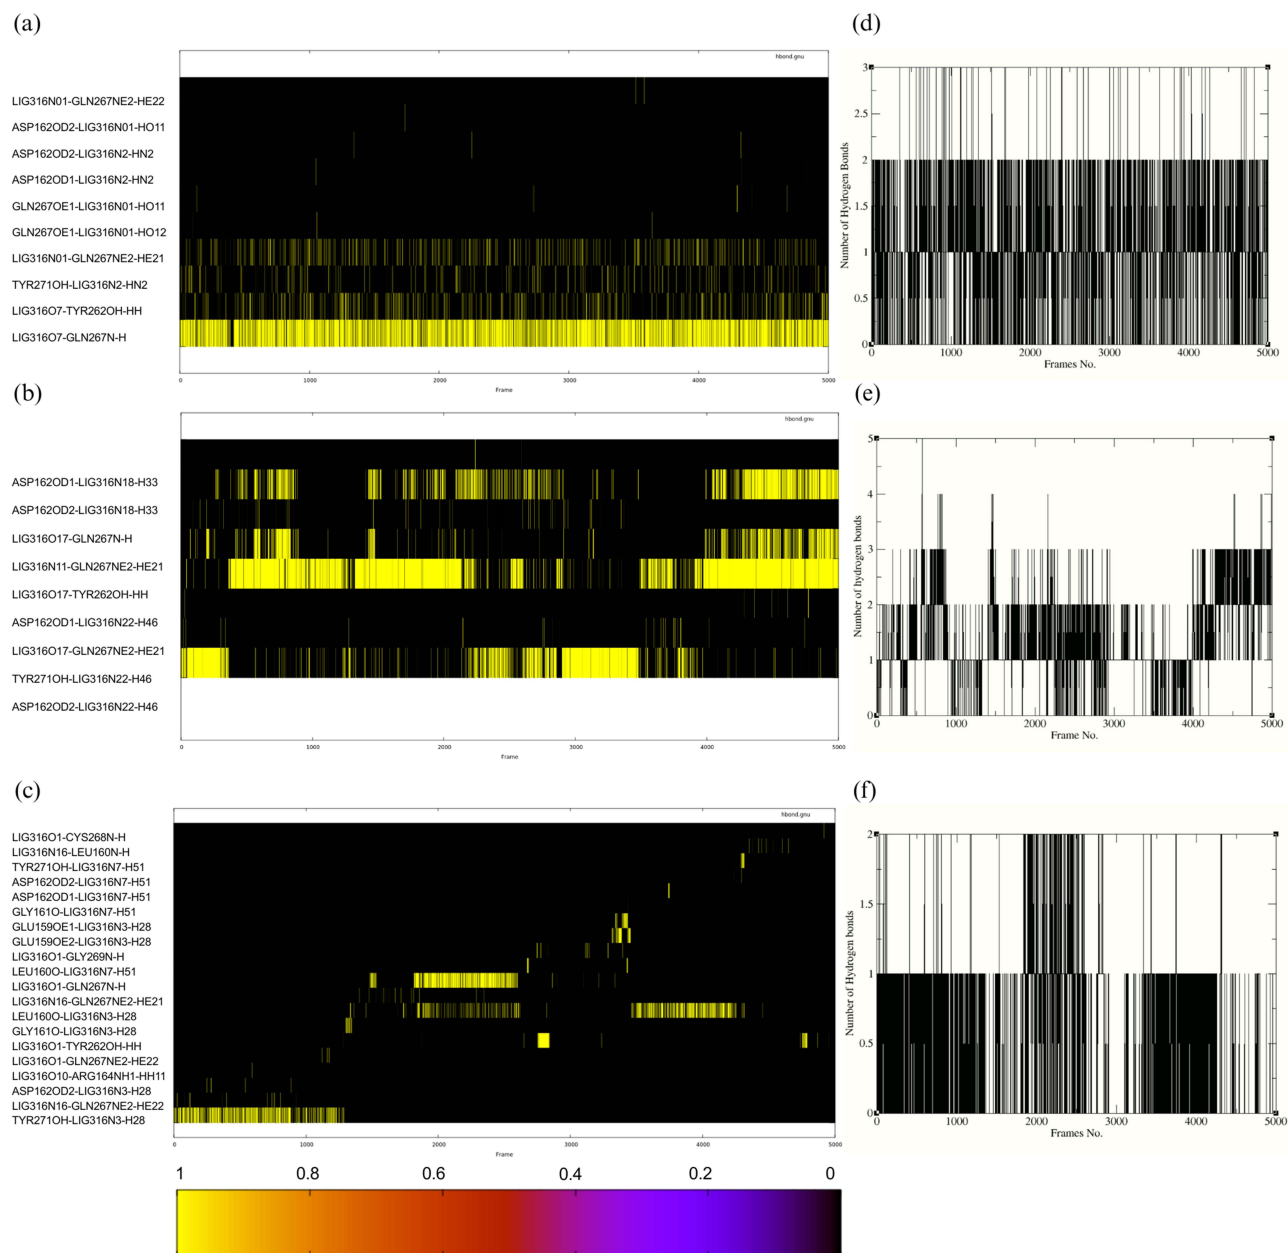 (a)
hbond.gnu
LIG316N01-GLN267NE2-HE22
ASP162OD2-LIG316N01-HO11
ASP162OD2-LIG316N2-HN2
ASP162OD1-LIG316N2-HN2
GLN267OE1-LIG316N01-HO11
GLN267OE1-LIG316N01-HO12
LIG316N01-GLN267NE2-HE21
TYR271OH-LIG316N2-HN2
LIG316O7-TYR262OH-HH
LIG316O7-GLN267N-H
0 1000 2000 3000 4000 5000
Frame
(d)
Number of Hydrogen Bonds
3
2.5
2
1.5
1
0.5
0
0 1000 2000 3000 4000 5000
Frames No.
(b)
hbond.gnu
ASP162OD1-LIG316N18-H33
ASP162OD2-LIG316N18-H33
LIG316O17-GLN267N-H
LIG316N11-GLN267NE2-HE21
LIG316O17-TYR262OH-HH
ASP162OD1-LIG316N22-H46
LIG316O17-GLN267NE2-HE21
TYR271OH-LIG316N22-H46
ASP162OD2-LIG316N22-H46
0 1000 2000 3000 4000 5000
Frame
(e)
Number of hydrogen bonds
5
4
3
2
1
0
0 1000 2000 3000 4000 5000
Frame No.
(c)
hbond.gnu
LIG316O1-CYS268N-H
LIG316N16-LEU160N-H
TYR271OH-LIG316N7-H51
ASP162OD2-LIG316N7-H51
ASP162OD1-LIG316N7-H51
GLY161O-LIG316N7-H51
GLU159OE1-LIG316N3-H28
GLU159OE2-LIG316N3-H28
LIG316O1-GLY269N-H
LEU160O-LIG316N7-H51
LIG316O1-GLN267N-H
LIG316N16-GLN267NE2-HE21
LEU160O-LIG316N3-H28
GLY161O-LIG316N3-H28
LIG316O1-TYR262OH-HH
LIG316O1-GLN267NE2-HE22
LIG316O10-ARG164NH1-HH11
ASP162OD2-LIG316N3-H28
LIG316N16-GLN267NE2-HE22
TYR271OH-LIG316N3-H28
0 1000 2000 3000 4000 5000
Frame
(f)
Number of Hydrogen bonds
2
1.5
1
0.5
0
0 1000 2000 3000 4000 5000
Frames No.
1 0.8 0.6 0.4 0.2 0